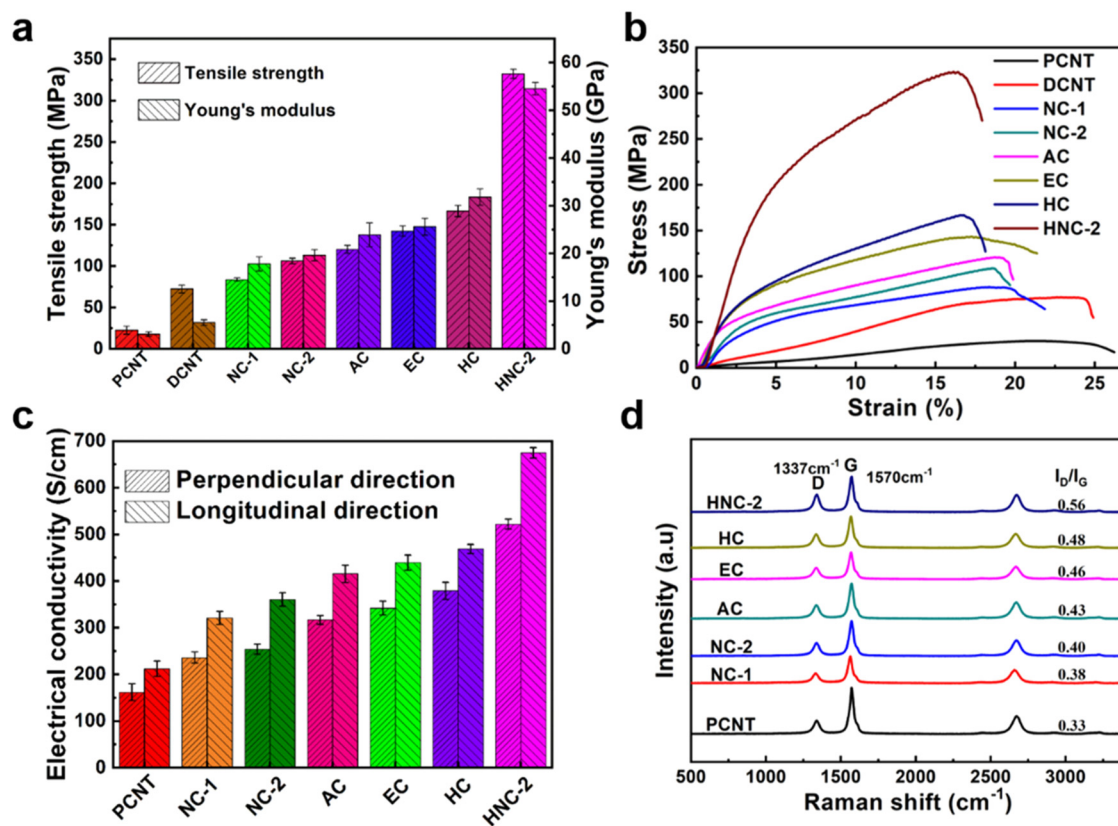 a
Tensile strength (MPa)
350
300
250
200
150
100
50
0
Tensile strength
Young's modulus
60
50
40
30
20
10
0
Young's modulus (GPa)
PCNT
DCNT
NC-1
NC-2
AC
EC
HC
HNC-2
b
Stress (MPa)
350
300
250
200
150
100
50
0
PCNT
DCNT
NC-1
NC-2
AC
EC
HC
HNC-2
0
5
10
15
20
25
Strain (%)
c
Electrical conductivity (S/cm)
700
600
500
400
300
200
100
0
Perpendicular direction
Longitudinal direction
PCNT
NC-1
NC-2
AC
EC
HC
HNC-2
d
Intensity (a.u)
1337cm-1
D
G
1570cm-1
ID/IG
HNC-2
0.56
HC
0.48
EC
0.46
AC
0.43
NC-2
0.40
NC-1
0.38
PCNT
0.33
500
1000
1500
2000
2500
3000
Raman shift (cm-1)